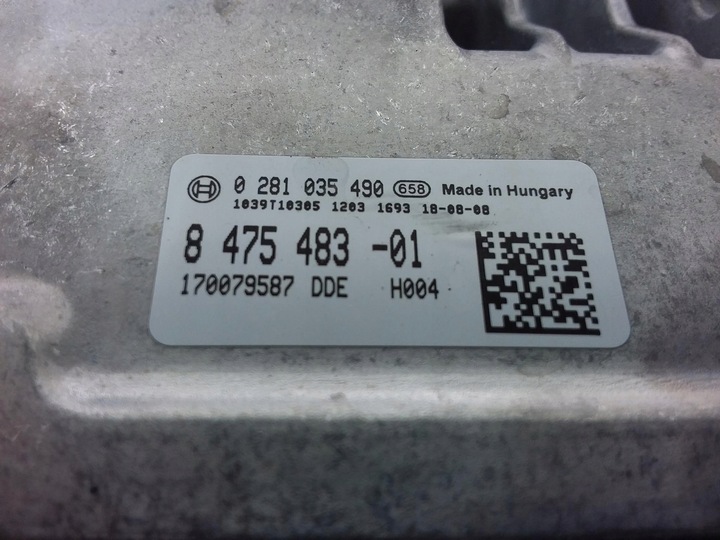 0 281 035 490 658 Made in Hungary
1039T10305 1203 1693 18-08-08
8 475 483 -01
170079587 DDE H004